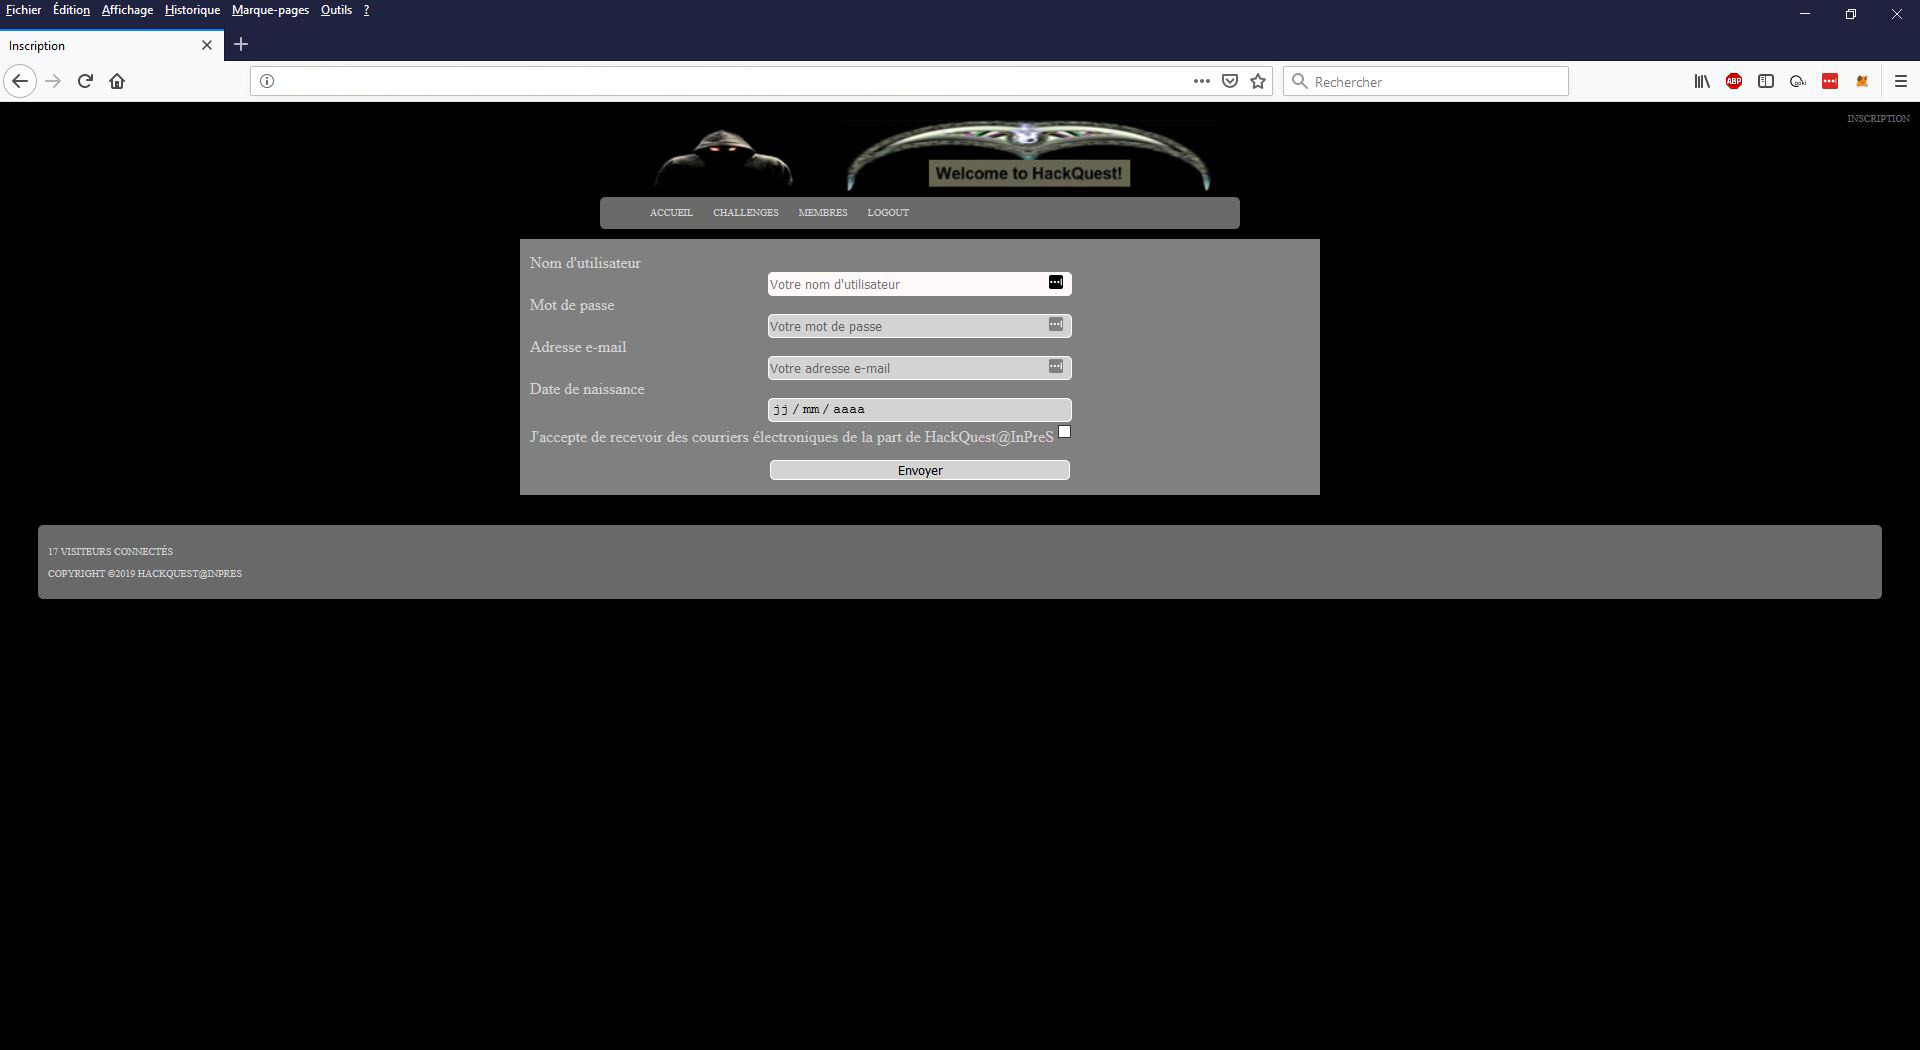 Fichier Édition Affichage Historique Marque-pages Outils ?
Inscription
Rechercher
ABP
INSCRIPTION
Welcome to HackQuest!
ACCUEIL CHALLENGES MEMBRES LOGOUT
Nom d'utilisateur
Votre nom d'utilisateur
Mot de passe
Votre mot de passe
Adresse e-mail
Votre adresse e-mail
Date de naissance
jj / mm / aaaa
J'accepte de recevoir des courriers électroniques de la part de HackQuest@InPreS
Envoyer
17 VISITEURS CONNECTÉS
COPYRIGHT ©2019 HACKQUEST@INPRES